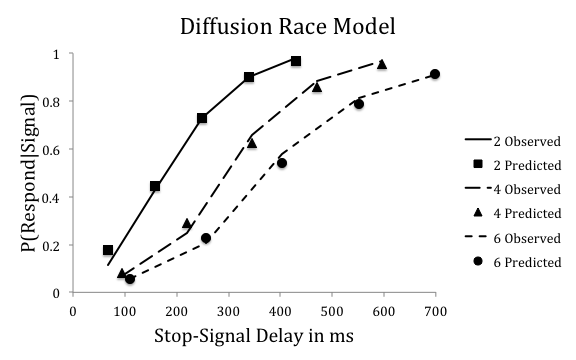 Diffusion Race Model
P(Respond|Signal)
1
0.8
0.6
0.4
0.2
0
0 100 200 300 400 500 600 700
Stop-Signal Delay in ms
2 Observed
2 Predicted
4 Observed
4 Predicted
6 Observed
6 Predicted